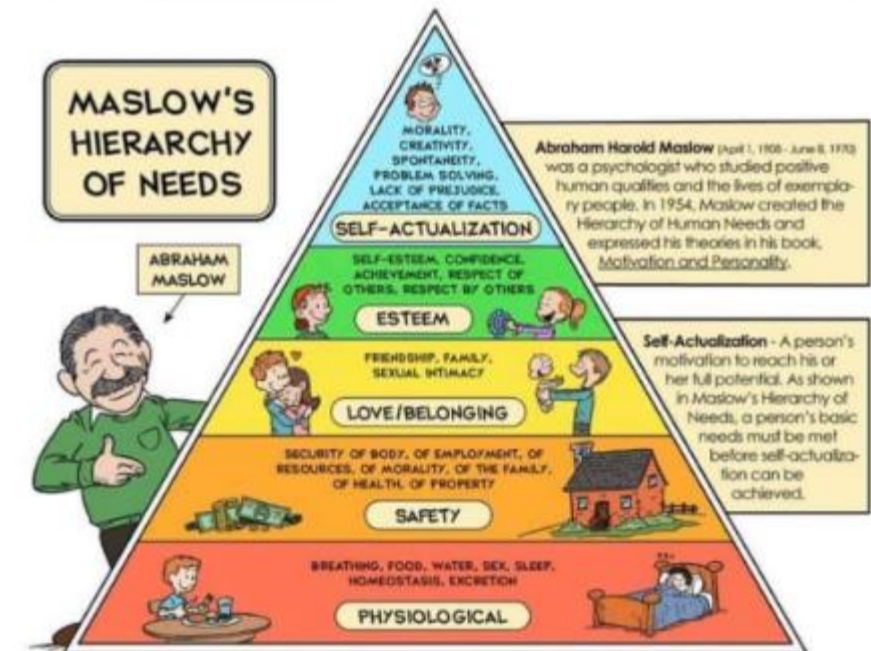 MASLOW'S
HIERARCHY
OF NEEDS
ABRAHAM
MASLOW
MORALITY,
CREATIVITY,
SPONTANEITY,
PROBLEM SOLVING,
LACK OF PREJUDICE,
ACCEPTANCE OF FACTS
SELF-ACTUALIZATION
SELF-ESTEEM, CONFIDENCE,
ACHIEVEMENT, RESPECT OF
OTHERS, RESPECT BY OTHERS
ESTEEM
FRIENDSHIP, FAMILY,
SEXUAL INTIMACY
LOVE/BELONGING
SECURITY OF BODY, OF EMPLOYMENT, OF
RESOURCES, OF MORALITY, OF THE FAMILY,
OF HEALTH, OF PROPERTY
SAFETY
BREATHING, FOOD, WATER, SEX, SLEEP,
HOMEOSTASIS, EXCRETION
PHYSIOLOGICAL
Abraham Harold Maslow (April 1, 1908 - June 8, 1970)
was a psychologist who studied positive
human qualities and the lives of exempla-
ry people. In 1954, Maslow created the
Hierarchy of Human Needs and
expressed his theories in his book,
Motivation and Personality.
Self-Actualization - A person's
motivation to reach his or
her full potential. As shown
in Maslow's Hierarchy of
Needs, a person's basic
needs must be met
before self-actualiza-
tion can be
achieved.